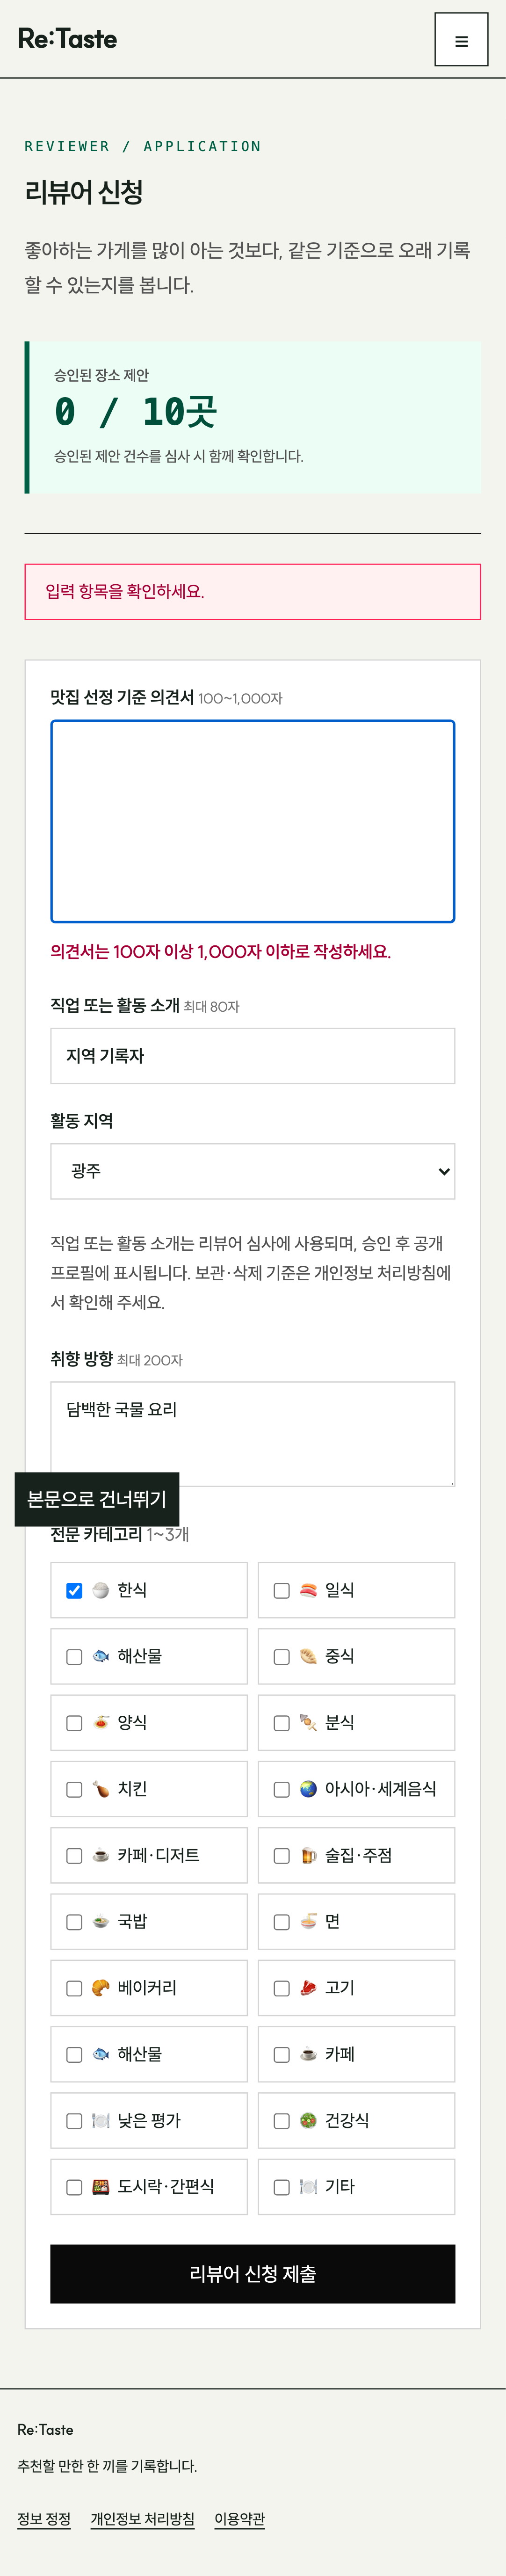 Re:Taste
REVIEWER / APPLICATION
리뷰어 신청
좋아하는 가게를 많이 아는 것보다, 같은 기준으로 오래 기록
할 수 있는지를 봅니다.
승인된 장소 제안
0 / 10곳
승인된 제안 건수를 심사 시 함께 확인합니다.
입력 항목을 확인하세요.
맛집 선정 기준 의견서 100~1,000자
의견서는 100자 이상 1,000자 이하로 작성하세요.
직업 또는 활동 소개 최대 80자
지역 기록자
활동 지역
광주
직업 또는 활동 소개는 리뷰어 심사에 사용되며, 승인 후 공개
프로필에 표시됩니다. 보관·삭제 기준은 개인정보 처리방침에
서 확인해 주세요.
취향 방향 최대 200자
담백한 국물 요리
본문으로 건너뛰기
전문 카테고리 1~3개
한식
일식
해산물
중식
양식
분식
치킨
아시아·세계음식
카페·디저트
술집·주점
국밥
면
베이커리
고기
해산물
카페
낮은 평가
건강식
도시락·간편식
기타
리뷰어 신청 제출
Re:Taste
추천할 만한 한 끼를 기록합니다.
정보 정정 개인정보 처리방침 이용약관